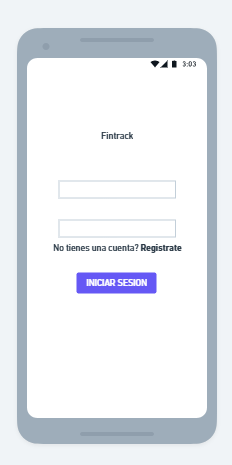 3:03
Fintrack
No tienes una cuenta? Registrate
INICIAR SESION